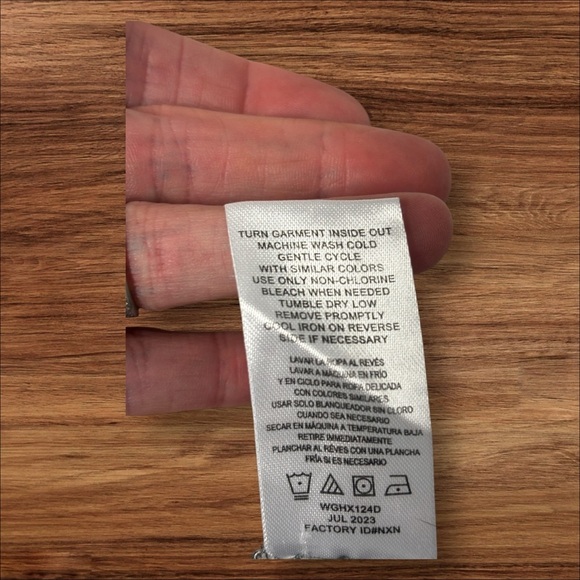 TURN GARMENT INSIDE OUT
MACHINE WASH COLD
GENTLE CYCLE
WITH SIMILAR COLORS
USE ONLY NON-CHLORINE
BLEACH WHEN NEEDED
TUMBLE DRY LOW
REMOVE PROMPTLY
COOL IRON ON REVERSE
SIDE IF NECESSARY
LAVAR LA ROPA AL REVÉS
LAVAR A MÁQUINA EN FRÍO
Y EN CICLO PARA ROPA DELICADA
CON COLORES SIMILARES
USAR SOLO BLANQUEADOR SIN CLORO
CUANDO SEA NECESARIO
SECAR EN MÁQUINA A TEMPERATURA BAJA
RETIRE IMMEDIATAMENTE
PLANCHAR AL RÉVES CON UNA PLANCHA
FRÍA SI ES NECESARIO
WGHX124D
JUL 2023
FACTORY ID#NXN